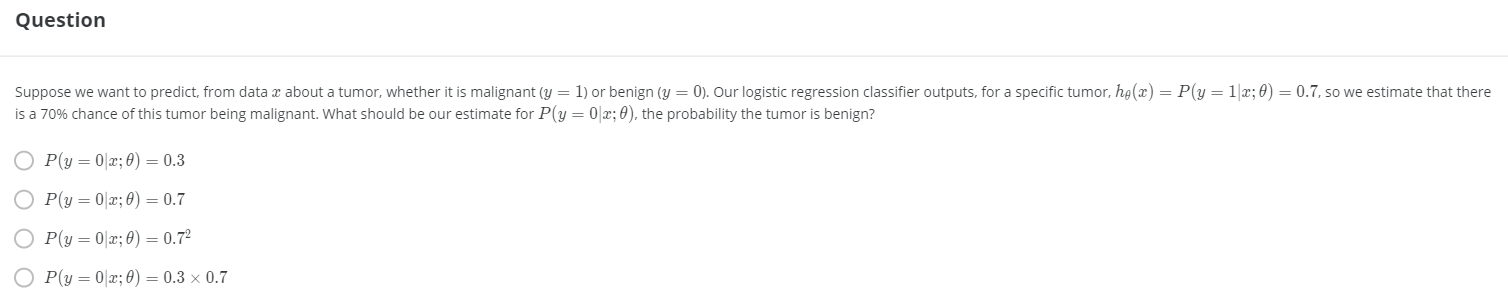 Question
Suppose we want to predict, from data x about a tumor, whether it is malignant (y = 1) or benign (y = 0). Our logistic regression classifier outputs, for a specific tumor, hθ(x) = P(y = 1|x; θ) = 0.7, so we estimate that there
is a 70% chance of this tumor being malignant. What should be our estimate for P(y = 0|x; θ), the probability the tumor is benign?
P(y = 0|x; θ) = 0.3
P(y = 0|x; θ) = 0.7
P(y = 0|x; θ) = 0.7²
P(y = 0|x; θ) = 0.3 × 0.7